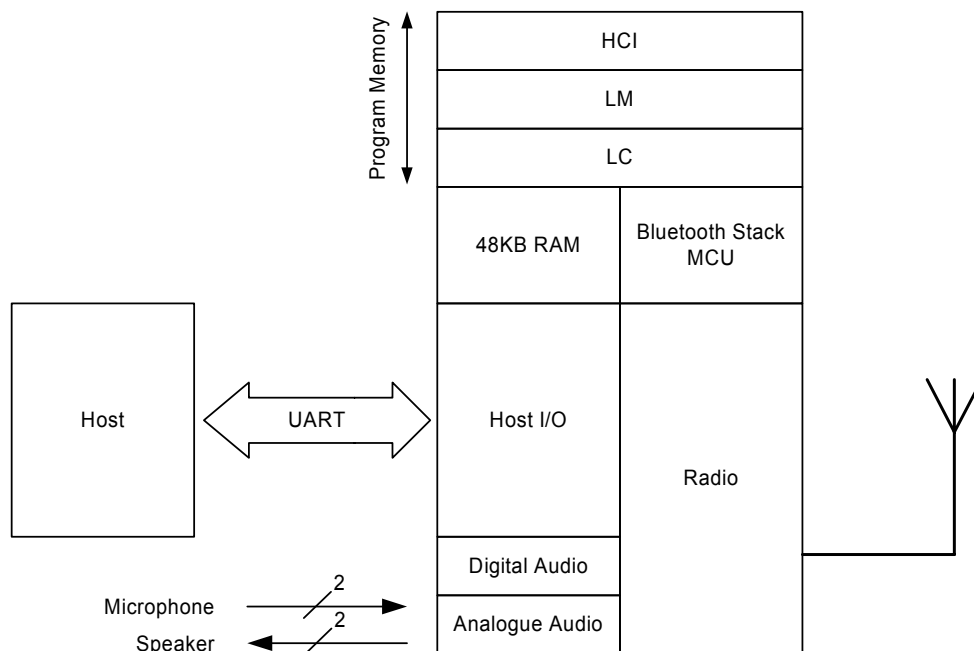 Program Memory
HCI
LM
LC
48KB RAM
Bluetooth Stack
MCU
Host
UART
Host I/O
Radio
Digital Audio
Microphone
2
Analogue Audio
Speaker
2